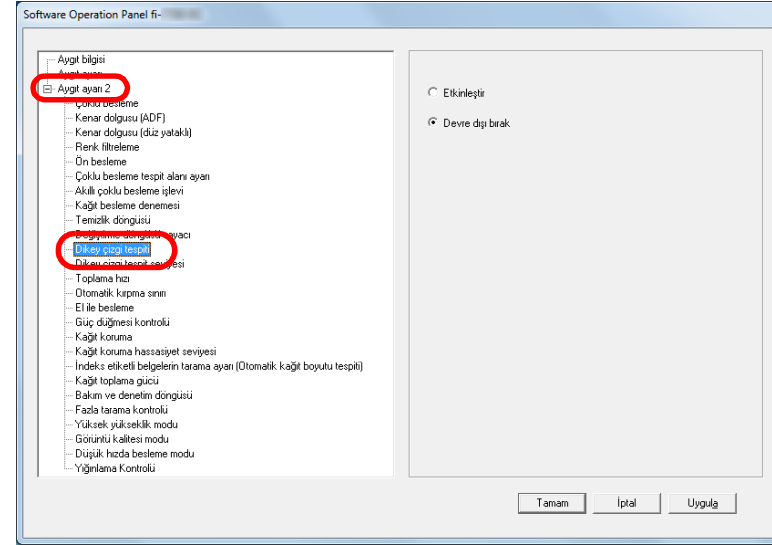 Software Operation Panel fi-
Aygıt bilgisi
Aygıt ayarı
Aygıt ayarı 2
Çoklu besleme
Kenar dolgusu (ADF)
Kenar dolgusu (düz yataklı)
Renk filtreleme
Ön besleme
Çoklu besleme tespit alanı ayarı
Akıllı çoklu besleme işlevi
Kağıt besleme denemesi
Temizlik döngüsü
Değiştirme döngüsü sayacı
Dikey çizgi tespiti
Dikey çizgi tespit seviyesi
Toplama hızı
Otomatik kırpma sınırı
El ile besleme
Güç düğmesi kontrolü
Kağıt koruma
Kağıt koruma hassasiyet seviyesi
İndeks etiketli belgelerin tarama ayarı (Otomatik kağıt boyutu tespiti)
Kağıt toplama gücü
Bakım ve denetim döngüsü
Fazla tarama kontrolü
Yüksek yükseklik modu
Görüntü kalitesi modu
Düşük hızda besleme modu
Yığınlama Kontrolü
Etkinleştir
Devre dışı bırak
Tamam İptal Uygula